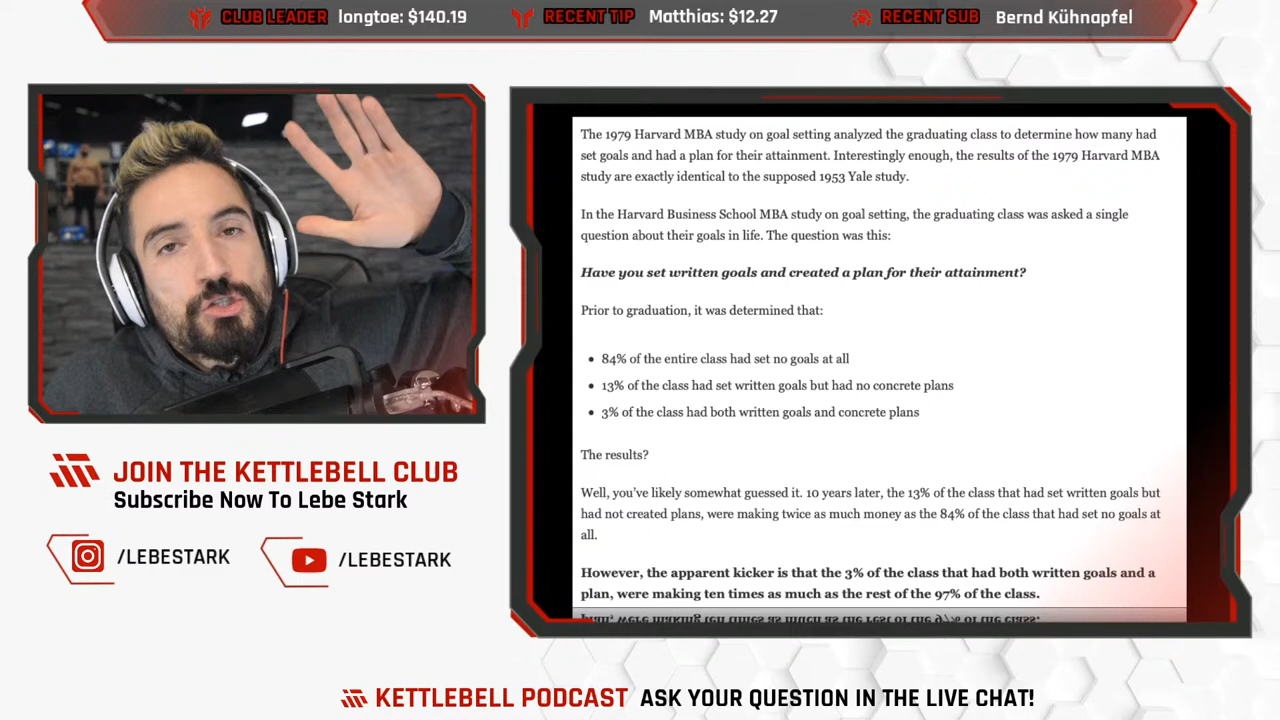 CLUB LEADER longtoe: $140.19 RECENT TIP Matthias: $12.27 RECENT SUB Bernd Kühnapfel
The 1979 Harvard MBA study on goal setting analyzed the graduating class to determine how many had
set goals and had a plan for their attainment. Interestingly enough, the results of the 1979 Harvard MBA
study are exactly identical to the supposed 1953 Yale study.
In the Harvard Business School MBA study on goal setting, the graduating class was asked a single
question about their goals in life. The question was this:
Have you set written goals and created a plan for their attainment?
Prior to graduation, it was determined that:
• 84% of the entire class had set no goals at all
• 13% of the class had set written goals but had no concrete plans
• 3% of the class had both written goals and concrete plans
The results?
Well, you’ve likely somewhat guessed it. 10 years later, the 13% of the class that had set written goals but
had not created plans, were making twice as much money as the 84% of the class that had set no goals at
all.
However, the apparent kicker is that the 3% of the class that had both written goals and a
plan, were making ten times as much as the rest of the 97% of the class.
JOIN THE KETTLEBELL CLUB
Subscribe Now To Lebe Stark
/LEBESTARK /LEBESTARK
KETTLEBELL PODCAST ASK YOUR QUESTION IN THE LIVE CHAT!